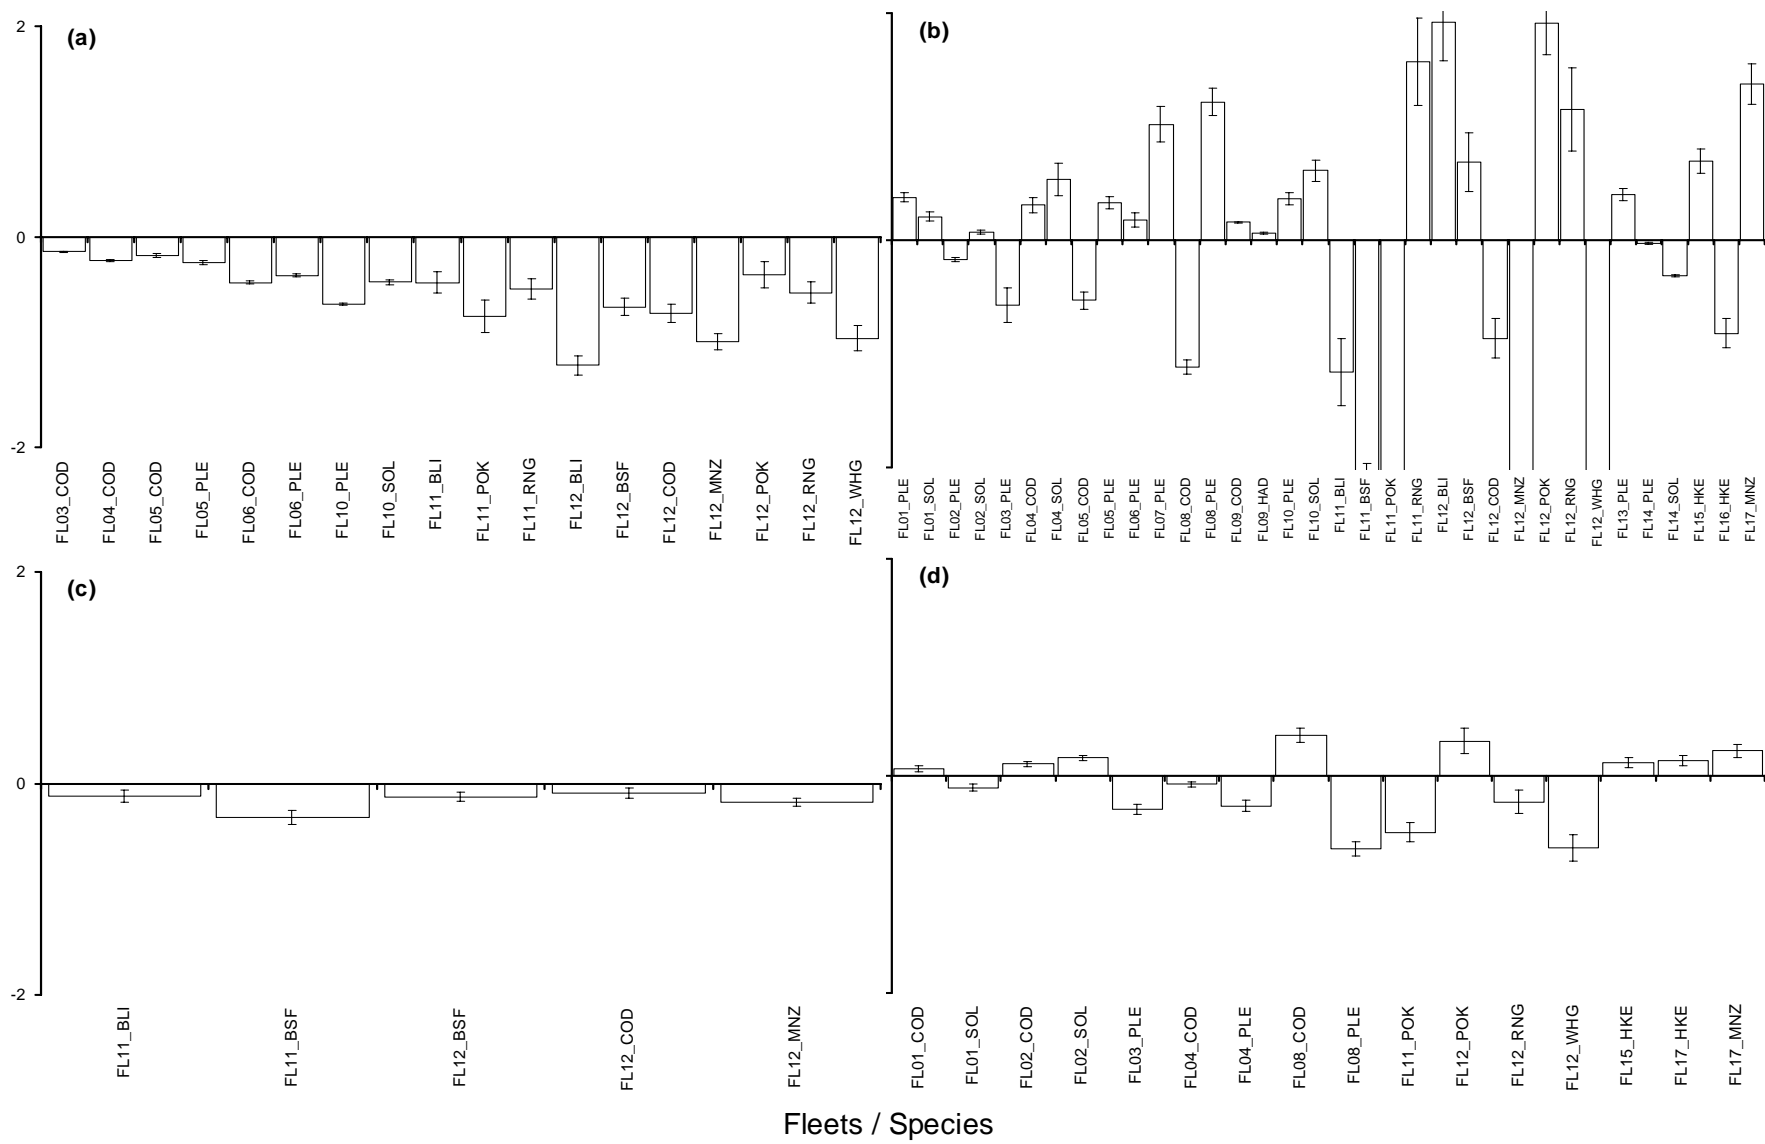 2
(a)
0
-2
FL03_COD
FL04_COD
FL05_COD
FL05_PLE
FL06_COD
FL06_PLE
FL10_PLE
FL10_SOL
FL11_BLI
FL11_POK
FL11_RNG
FL12_BLI
FL12_BSF
FL12_COD
FL12_MNZ
FL12_POK
FL12_RNG
FL12_WHG
(b)
FL01_PLE
FL01_SOL
FL02_PLE
FL02_SOL
FL03_PLE
FL04_COD
FL04_SOL
FL05_COD
FL05_PLE
FL06_PLE
FL07_PLE
FL08_COD
FL08_PLE
FL09_COD
FL09_HAD
FL10_PLE
FL10_SOL
FL11_BLI
FL11_BSF
FL11_POK
FL11_RNG
FL12_BLI
FL12_BSF
FL12_COD
FL12_MNZ
FL12_POK
FL12_RNG
FL12_WHG
FL13_PLE
FL14_PLE
FL14_SOL
FL15_HKE
FL16_HKE
FL17_MNZ
2
(c)
0
-2
FL11_BLI
FL11_BSF
FL12_BSF
FL12_COD
FL12_MNZ
(d)
FL01_COD
FL01_SOL
FL02_COD
FL02_SOL
FL03_PLE
FL04_COD
FL04_PLE
FL08_COD
FL08_PLE
FL11_POK
FL12_POK
FL12_RNG
FL12_WHG
FL15_HKE
FL17_HKE
FL17_MNZ
Fleets / Species